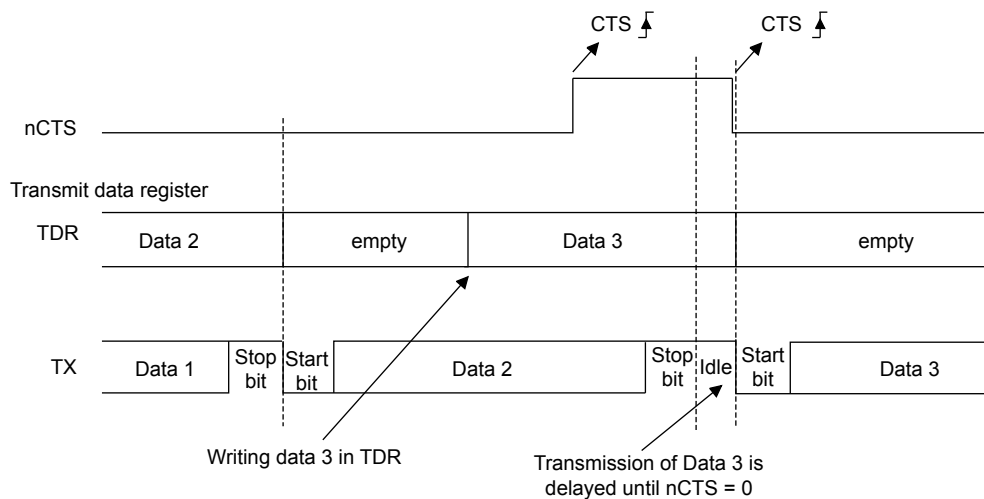 CTS CTS
nCTS
Transmit data register
TDR Data 2 empty Data 3 empty
TX Data 1 Stop bit Start bit Data 2 Stop bit Idle Start bit Data 3
Writing data 3 in TDR
Transmission of Data 3 is
delayed until nCTS = 0